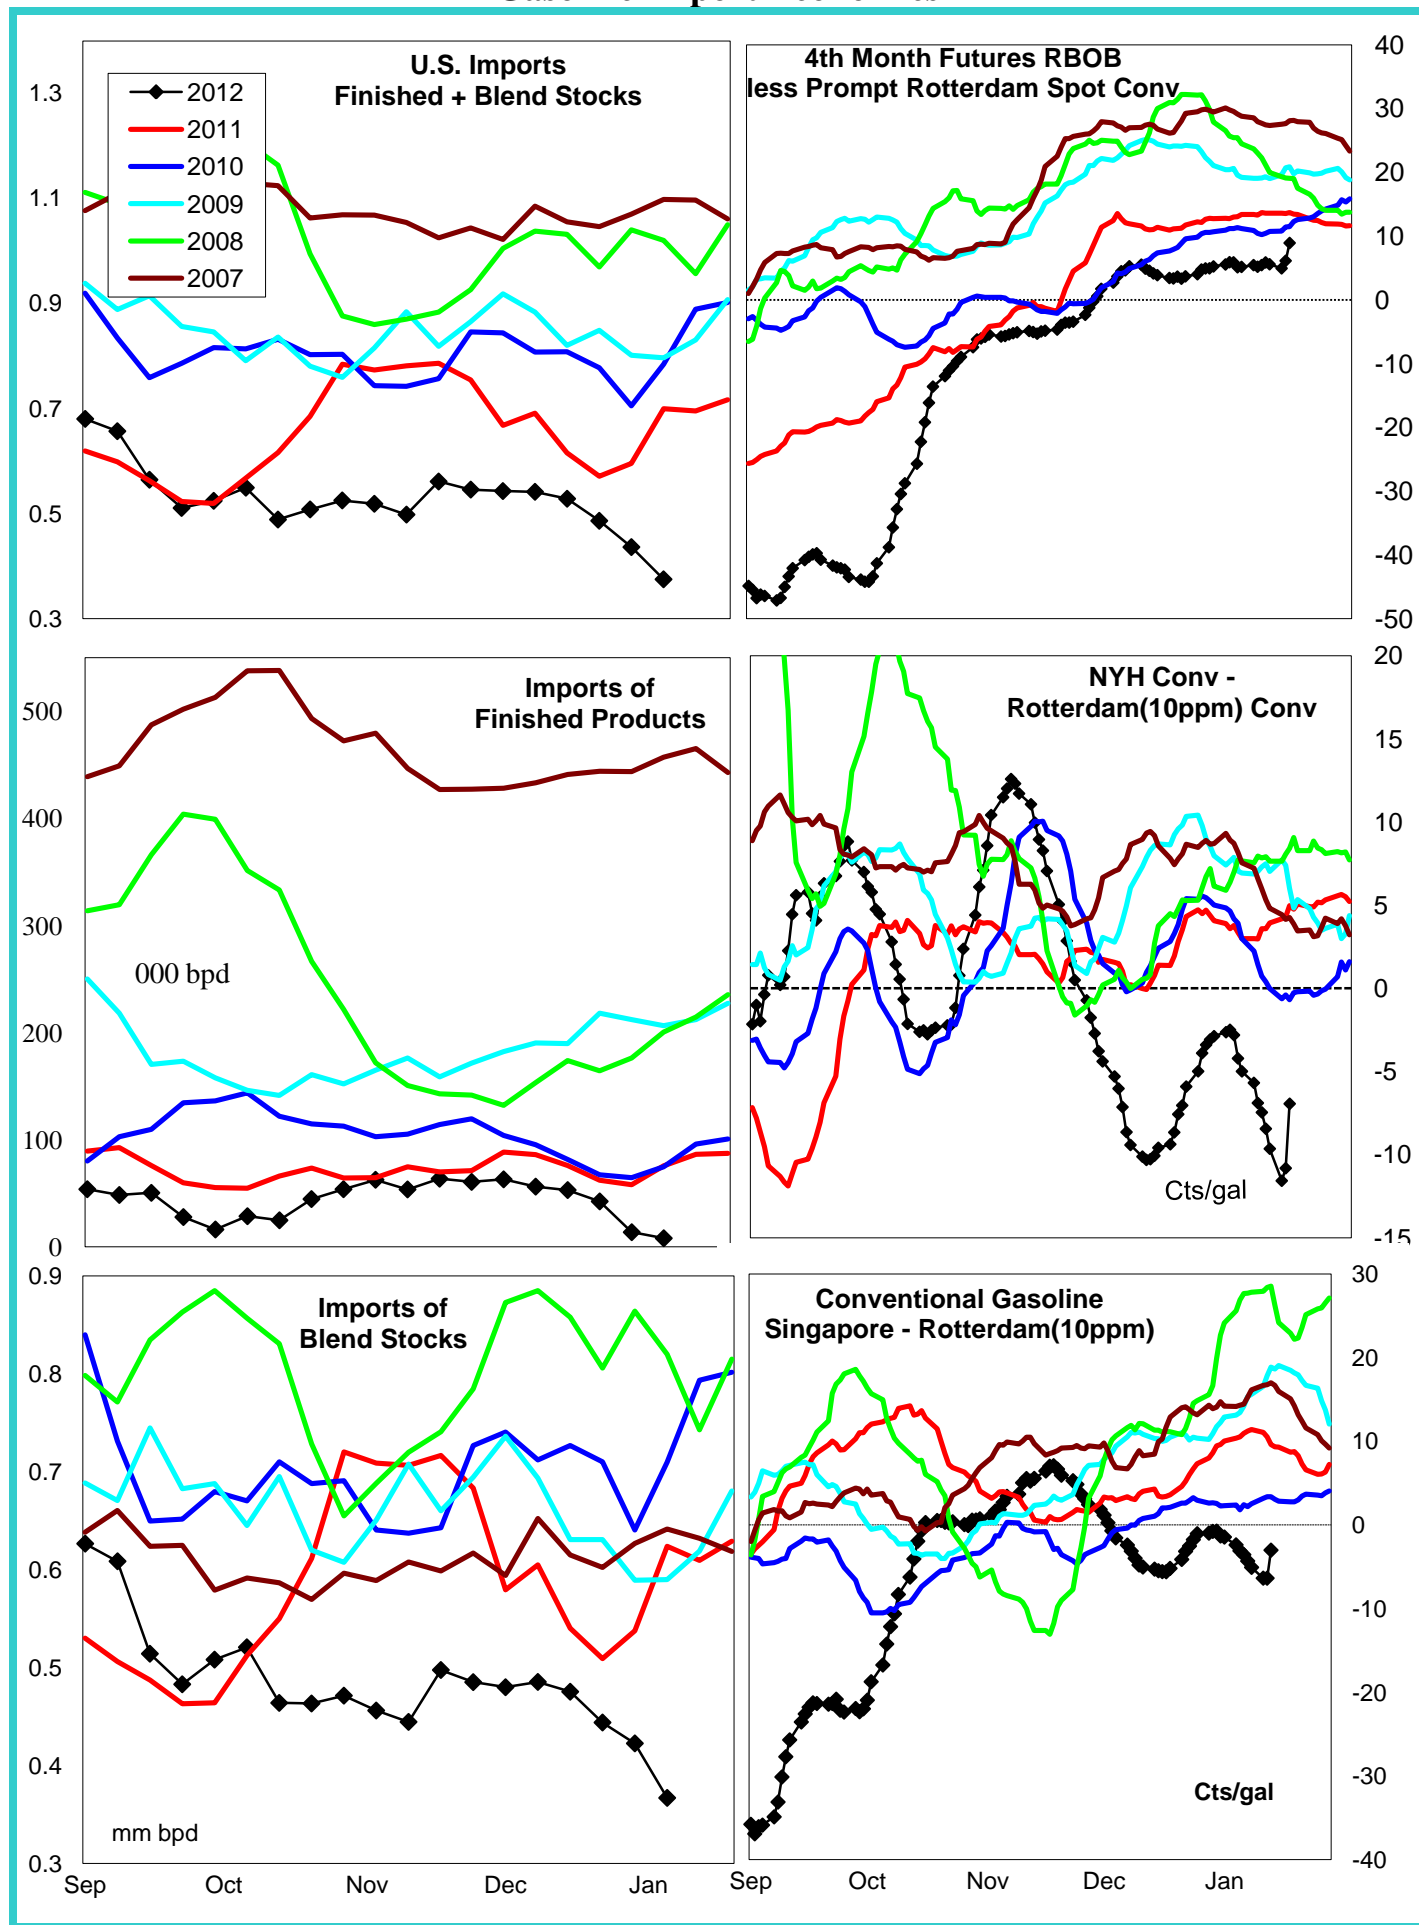 U.S. Imports
Finished + Blend Stocks
1.3
1.1
0.9
0.7
0.5
0.3
2012
2011
2010
2009
2008
2007
4th Month Futures RBOB
less Prompt Rotterdam Spot Conv
40
30
20
10
0
-10
-20
-30
-40
-50
Imports of
Finished Products
500
400
300
200
100
0
000 bpd
NYH Conv -
Rotterdam(10ppm) Conv
20
15
10
5
0
-5
-10
-15
Cts/gal
Imports of
Blend Stocks
0.9
0.8
0.7
0.6
0.5
0.4
0.3
mm bpd
Sep Oct Nov Dec Jan
Conventional Gasoline
Singapore - Rotterdam(10ppm)
30
20
10
0
-10
-20
-30
-40
Cts/gal
Sep Oct Nov Dec Jan